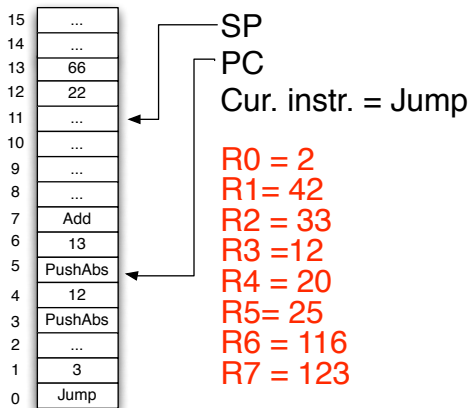 15 ...
14 ...
13 66
12 22
11 ...
10 ...
9 ...
8 ...
7 Add
6 13
5 PushAbs
4 12
3 PushAbs
2 ...
1 3
0 Jump
SP
PC
Cur. instr. = Jump
R0 = 2
R1= 42
R2 = 33
R3 =12
R4 = 20
R5= 25
R6 = 116
R7 = 123